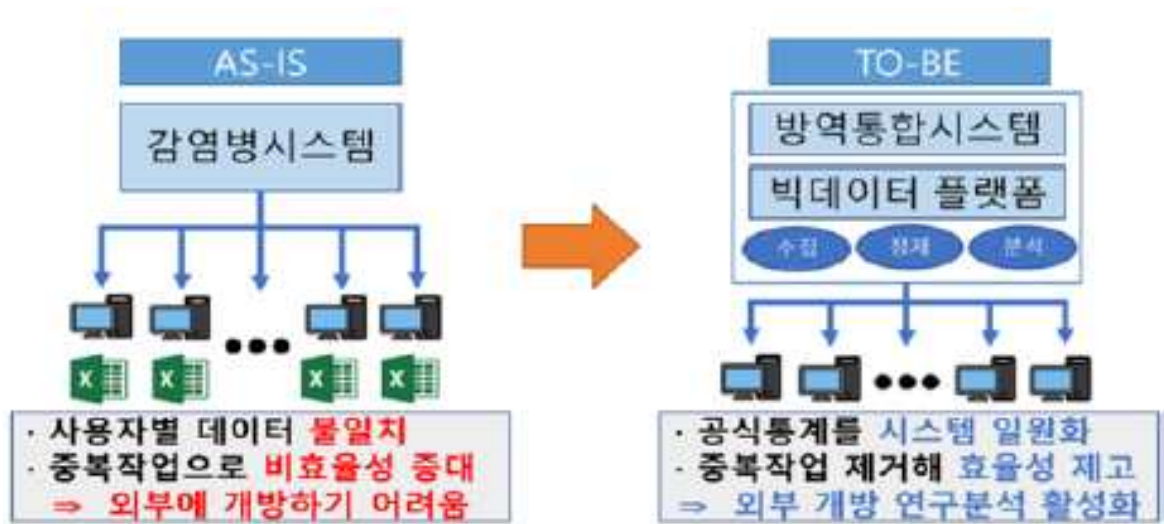 AS-IS
감염병시스템
· 사용자별 데이터 불일치
· 중복작업으로 비효율성 증대
⇒ 외부에 개방하기 어려움
TO-BE
방역통합시스템
빅데이터 플랫폼
수집 정제 분석
· 공식통계를 시스템 일원화
· 중복작업 제거해 효율성 제고
⇒ 외부 개방 연구분석 활성화